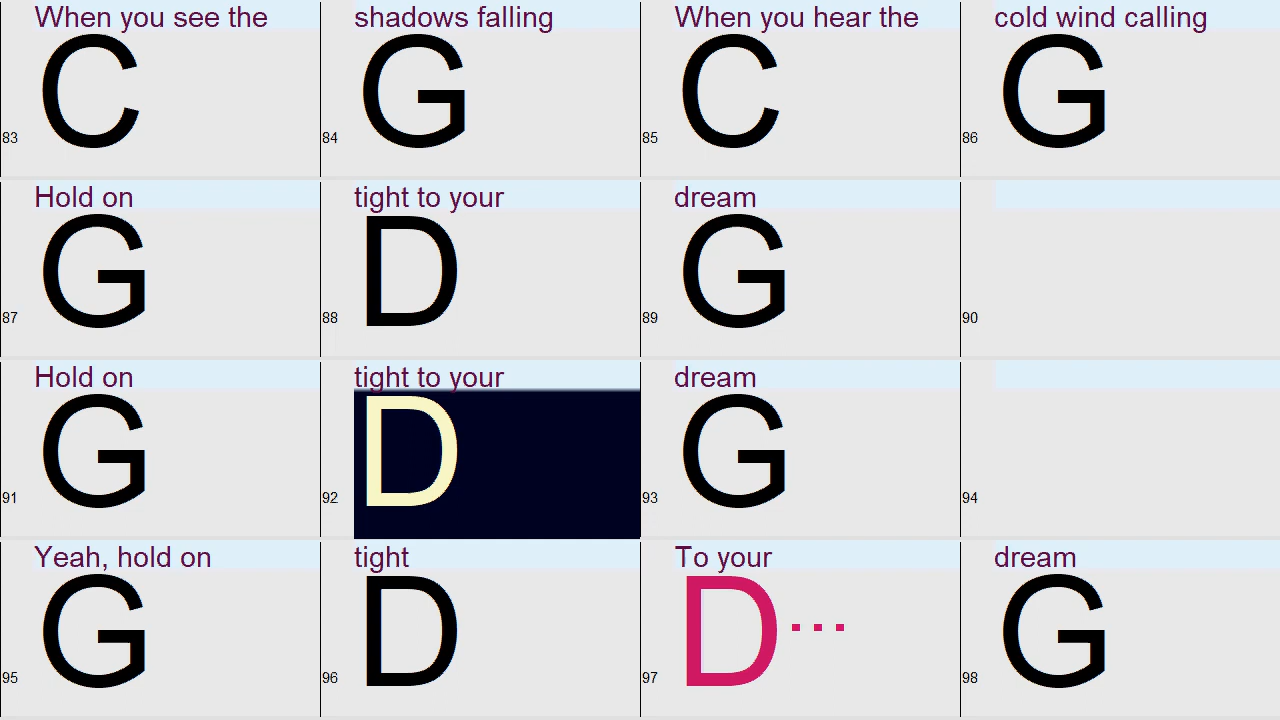 When you see the shadows falling When you hear the cold wind calling
83 C 84 G 85 C 86 G
Hold on tight to your dream
87 G 88 D 89 G 90
Hold on tight to your dream
91 G 92 D 93 G 94
Yeah, hold on tight To your dream
95 G 96 D 97 D... 98 G